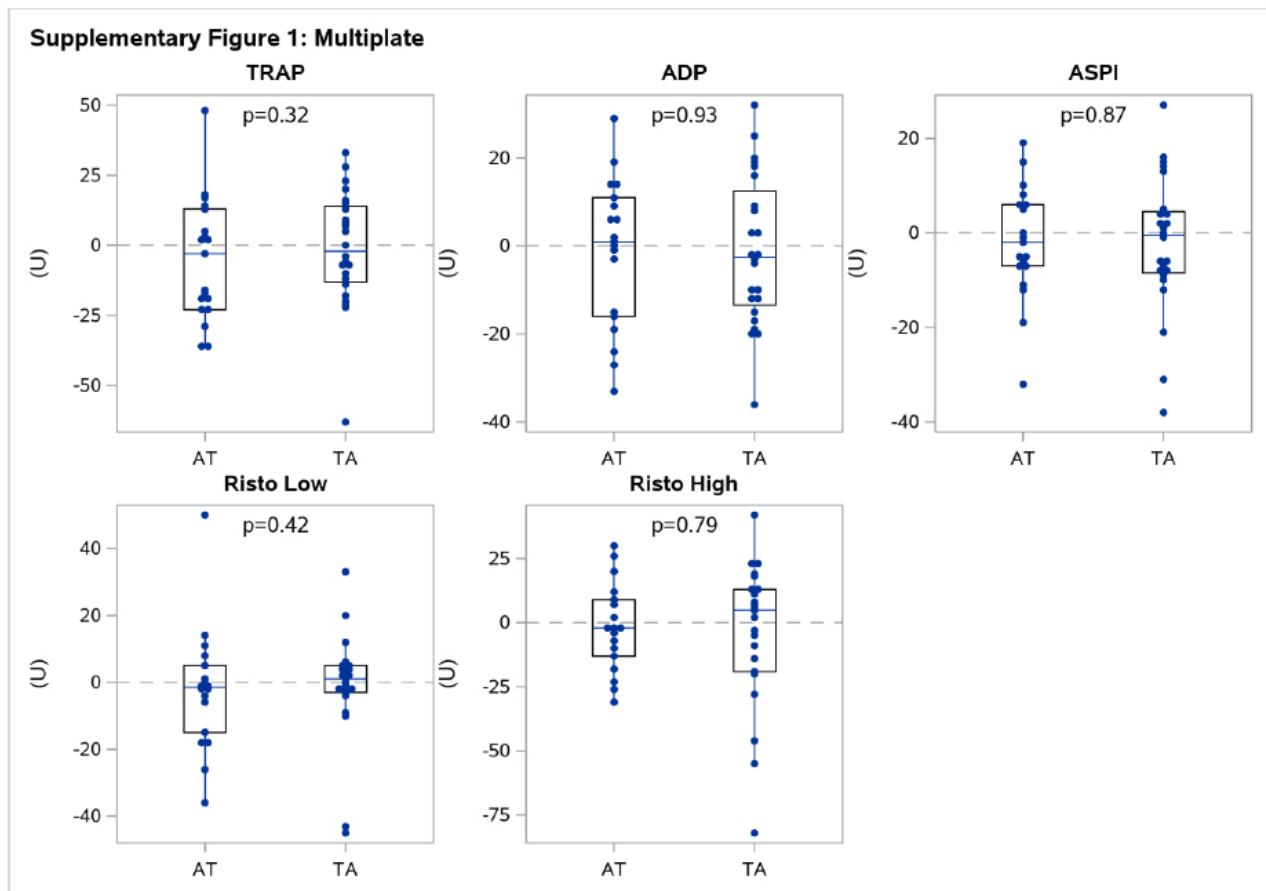 Supplementary Figure 1: Multiplate
TRAP
p=0.32
50
25
0
-25
-50
(U)
AT TA
ADP
p=0.93
20
0
-20
-40
(U)
AT TA
ASPI
p=0.87
20
0
-20
-40
(U)
AT TA
Risto Low
p=0.42
40
20
0
-20
-40
(U)
AT TA
Risto High
p=0.79
25
0
-25
-50
-75
(U)
AT TA